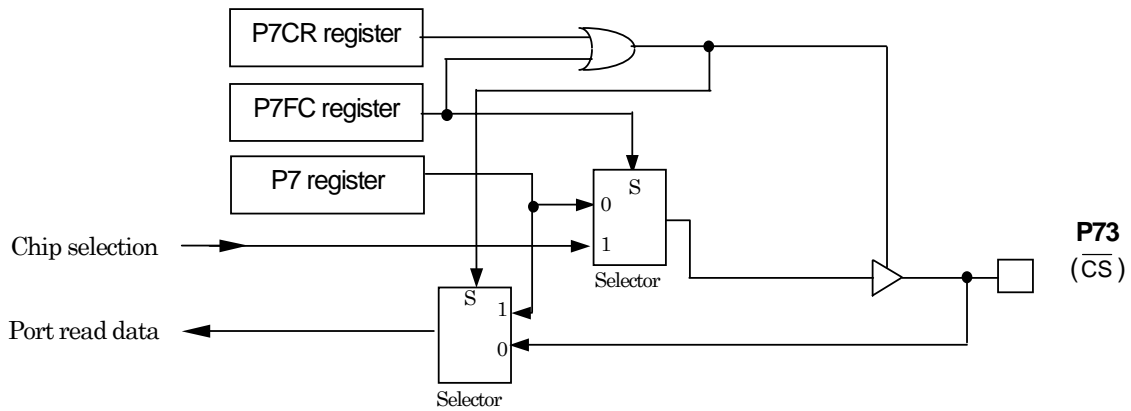 P7CR register
P7FC register
P7 register
S
0
1
Selector
Chip selection
P73
(CS)
S
1
0
Selector
Port read data